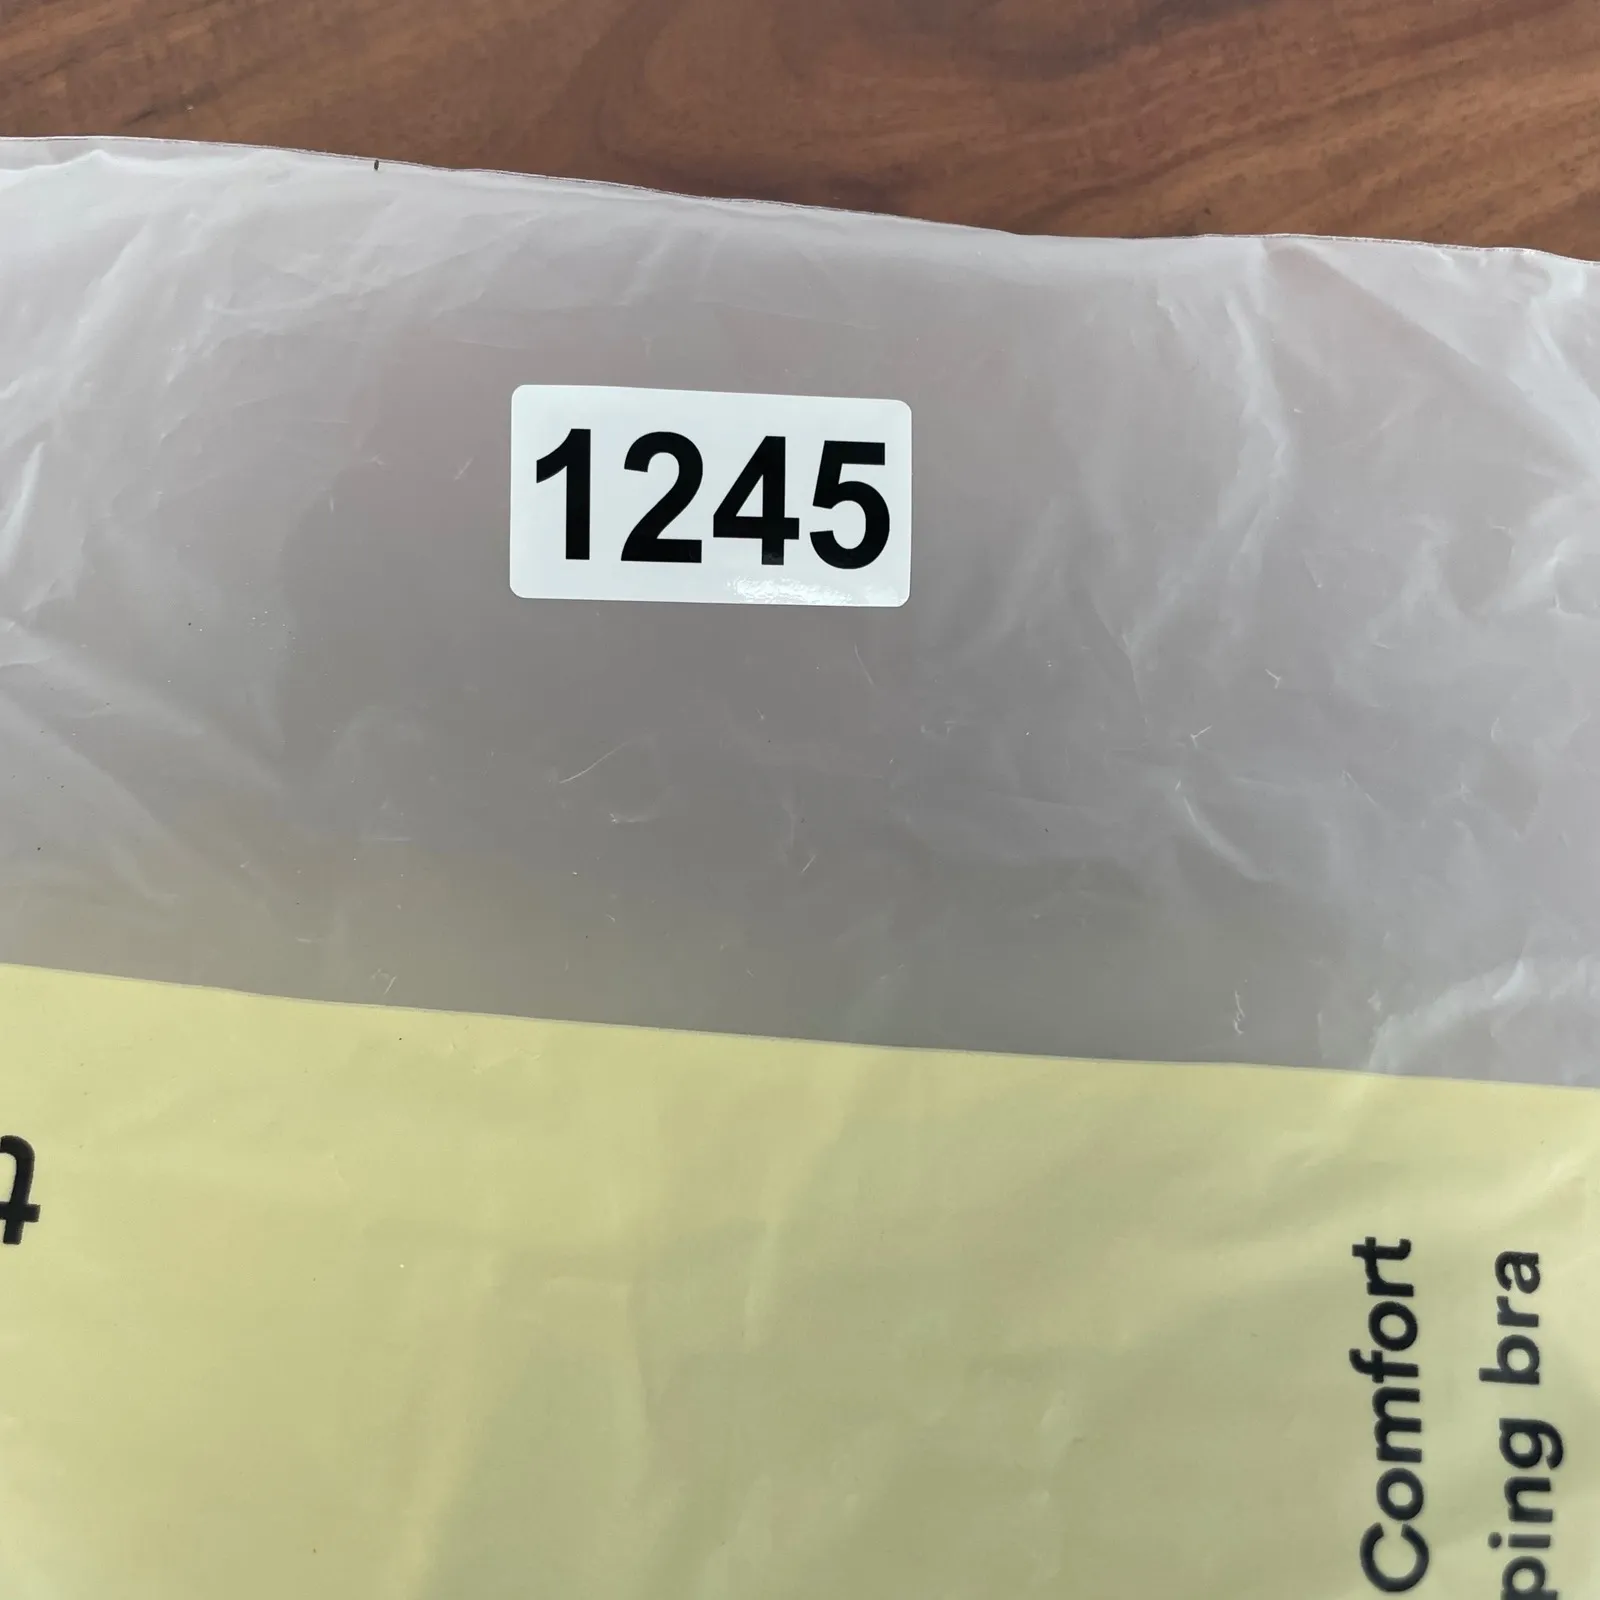 1245
t
Comfort
ping bra